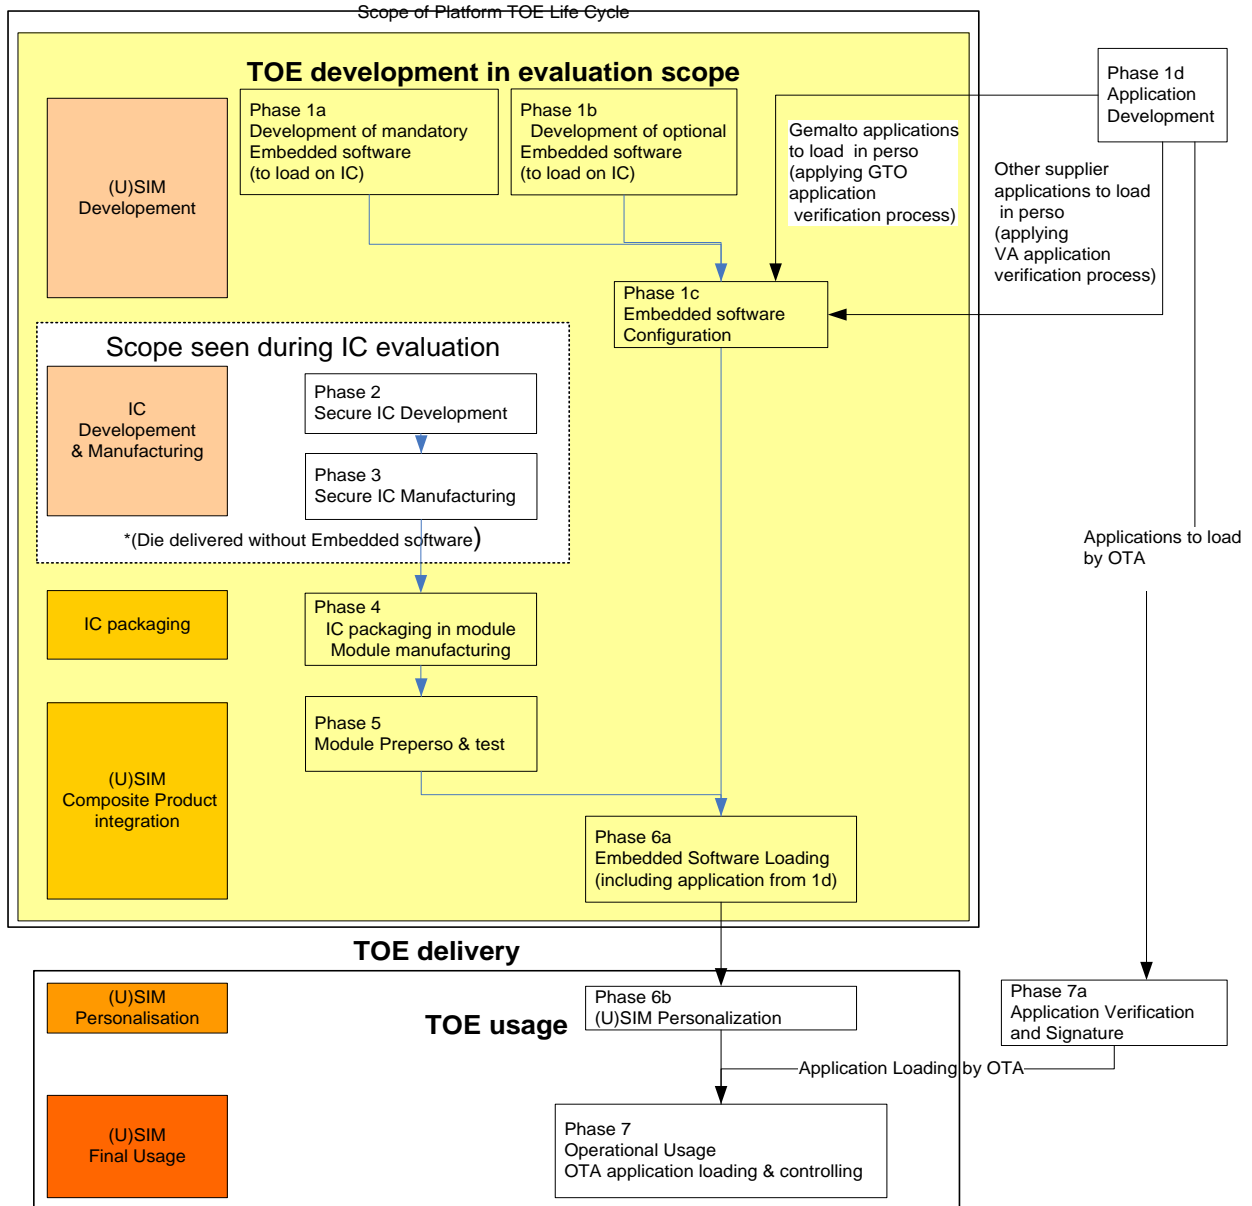 Scope of Platform TOE Life Cycle
TOE development in evaluation scope
(U)SIM
Developement
Phase 1a
Development of mandatory
Embedded software
(to load on IC)
Phase 1b
Development of optional
Embedded software
(to load on IC)
Gemalto applications
to load in perso
(applying GTO
application
verification process)
Phase 1d
Application
Development
Other supplier
applications to load
in perso
(applying
VA application
verification process)
Phase 1c
Embedded software
Configuration
Scope seen during IC evaluation
IC
Developement
& Manufacturing
Phase 2
Secure IC Development
Phase 3
Secure IC Manufacturing
*(Die delivered without Embedded software)
Applications to load
by OTA
IC packaging
Phase 4
IC packaging in module
Module manufacturing
(U)SIM
Composite Product
integration
Phase 5
Module Preperso & test
Phase 6a
Embedded Software Loading
(including application from 1d)
TOE delivery
(U)SIM
Personalisation
TOE usage
Phase 6b
(U)SIM Personalization
Phase 7a
Application Verification
and Signature
Application Loading by OTA
(U)SIM
Final Usage
Phase 7
Operational Usage
OTA application loading & controlling